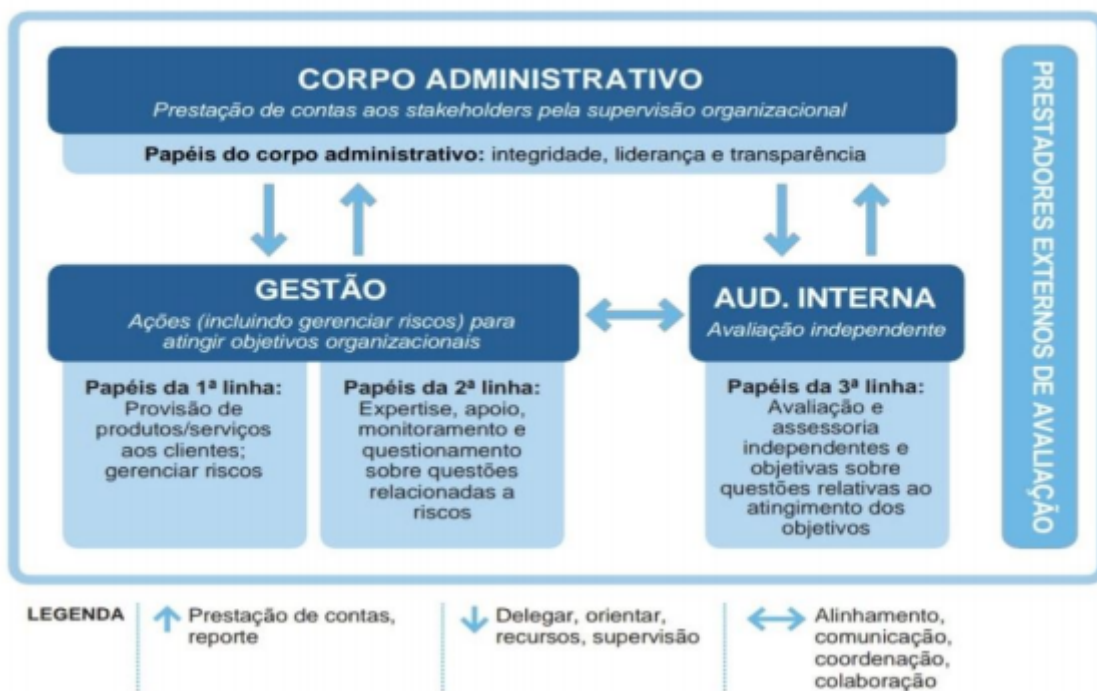 CORPO ADMINISTRATIVO
Prestação de contas aos stakeholders pela supervisão organizacional
Papéis do corpo administrativo: integridade, liderança e transparência
GESTÃO
Ações (incluindo gerenciar riscos) para
atingir objetivos organizacionais
Papéis da 1ª linha:
Provisão de
produtos/serviços
aos clientes;
gerenciar riscos
Papéis da 2ª linha:
Expertise, apoio,
monitoramento e
questionamento
sobre questões
relacionadas a
riscos
AUD. INTERNA
Avaliação independente
Papéis da 3ª linha:
Avaliação e
assessoria
independentes e
objetivas sobre
questões relativas ao
atingimento dos
objetivos
PRESTADORES EXTERNOS DE AVALIAÇÃO
LEGENDA
Prestação de contas,
reporte
Delegar, orientar,
recursos, supervisão
Alinhamento,
comunicação,
coordenação,
colaboração